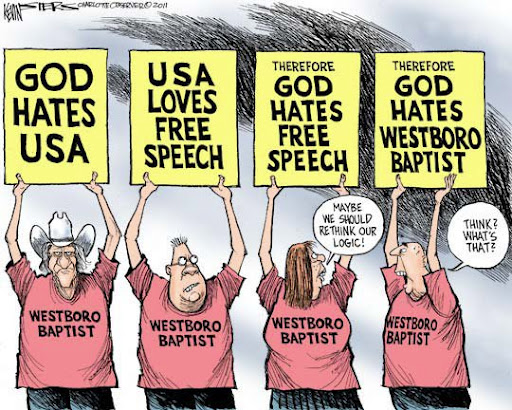 KEVIN SIERS CHARLOTTE OBSERVER © 2011
GOD
HATES
USA
USA
LOVES
FREE
SPEECH
THEREFORE
GOD
HATES
FREE
SPEECH
THEREFORE
GOD
HATES
WESTBORO
BAPTIST
MAYBE
WE SHOULD
RETHINK OUR
LOGIC!
THINK?
WHAT'S
THAT?
WESTBORO
BAPTIST
WESTBORO
BAPTIST
WESTBORO
BAPTIST
WESTBORO
BAPTIST